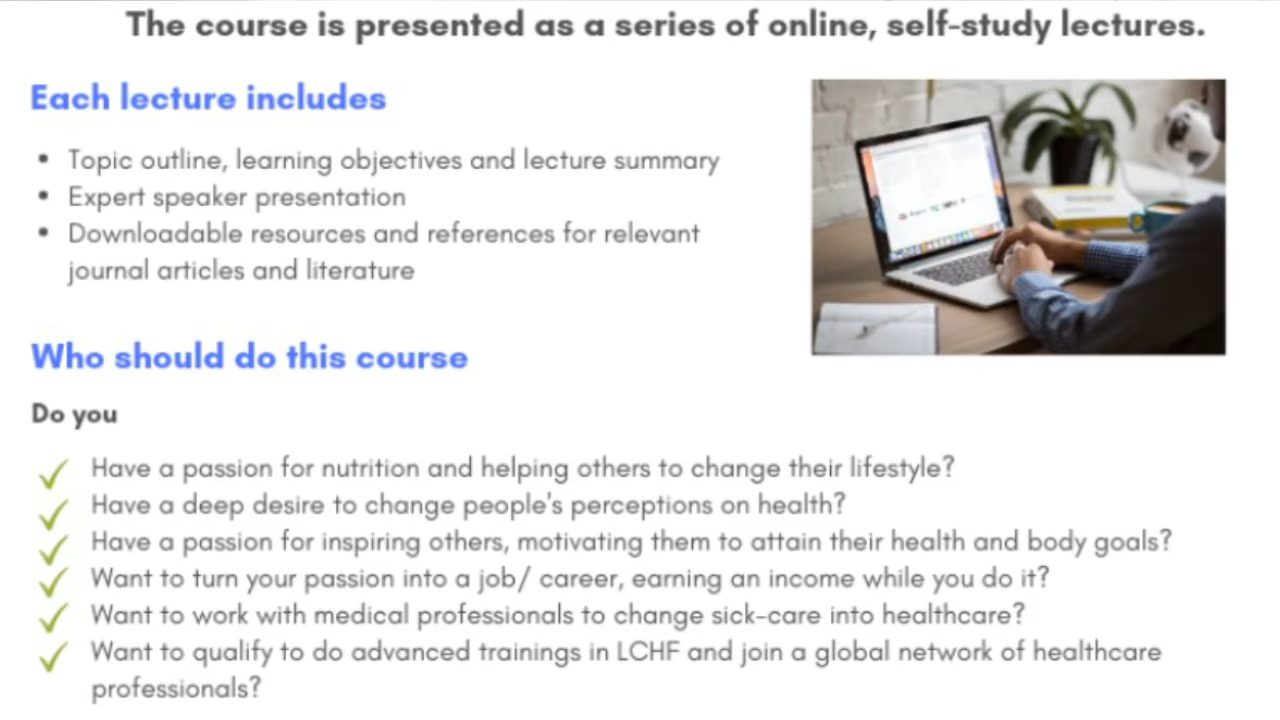 The course is presented as a series of online, self-study lectures.
Each lecture includes
• Topic outline, learning objectives and lecture summary
• Expert speaker presentation
• Downloadable resources and references for relevant
journal articles and literature
Who should do this course
Do you
✓ Have a passion for nutrition and helping others to change their lifestyle?
✓ Have a deep desire to change people's perceptions on health?
✓ Have a passion for inspiring others, motivating them to attain their health and body goals?
✓ Want to turn your passion into a job/ career, earning an income while you do it?
✓ Want to work with medical professionals to change sick-care into healthcare?
✓ Want to qualify to do advanced trainings in LCHF and join a global network of healthcare
professionals?